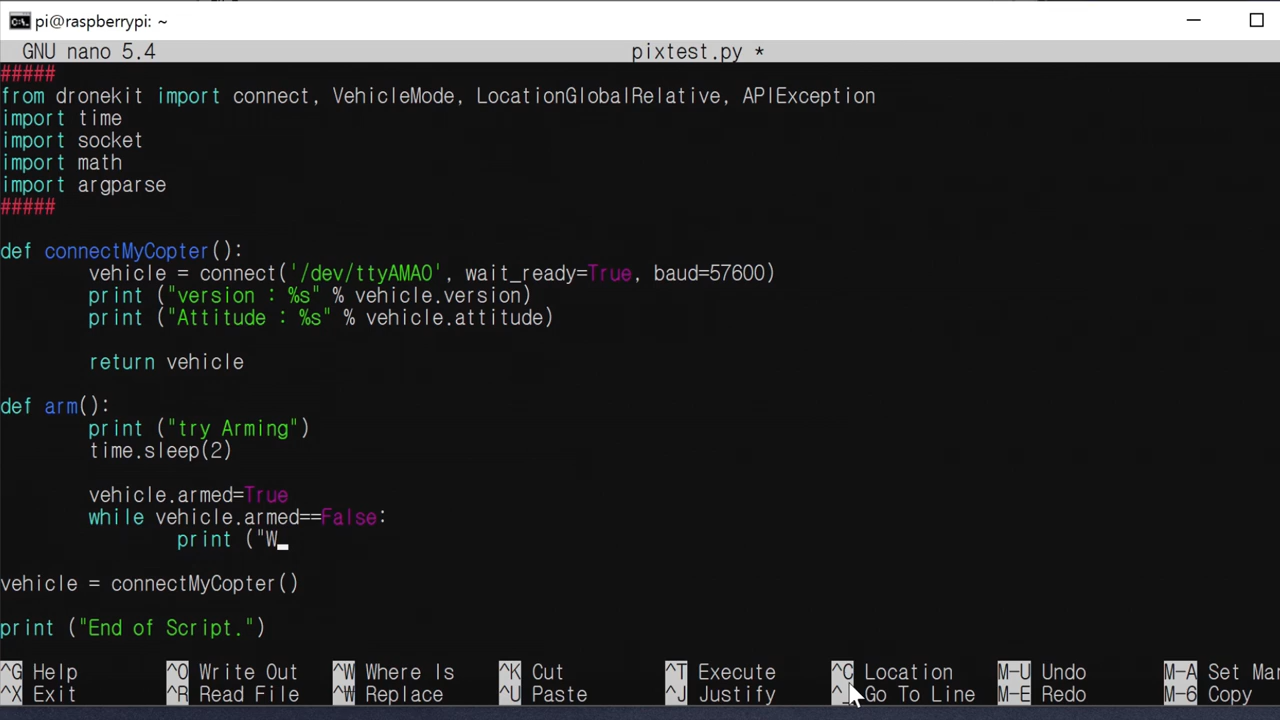 pi@raspberrypi: ~
GNU nano 5.4 pixtest.py *
#####
from dronekit import connect, VehicleMode, LocationGlobalRelative, APIException
import time
import socket
import math
import argparse
#####
def connectMyCopter():
vehicle = connect('/dev/ttyAMA0', wait_ready=True, baud=57600)
print ("version : %s" % vehicle.version)
print ("Attitude : %s" % vehicle.attitude)
return vehicle
def arm():
print ("try Arming")
time.sleep(2)
vehicle.armed=True
while vehicle.armed==False:
print ("W
vehicle = connectMyCopter()
print ("End of Script.")
^G Help ^O Write Out ^W Where Is ^K Cut ^T Execute ^C Location M-U Undo M-A Set Mar
^X Exit ^R Read File ^\ Replace ^U Paste ^J Justify ^_ Go To Line M-E Redo M-6 Copy